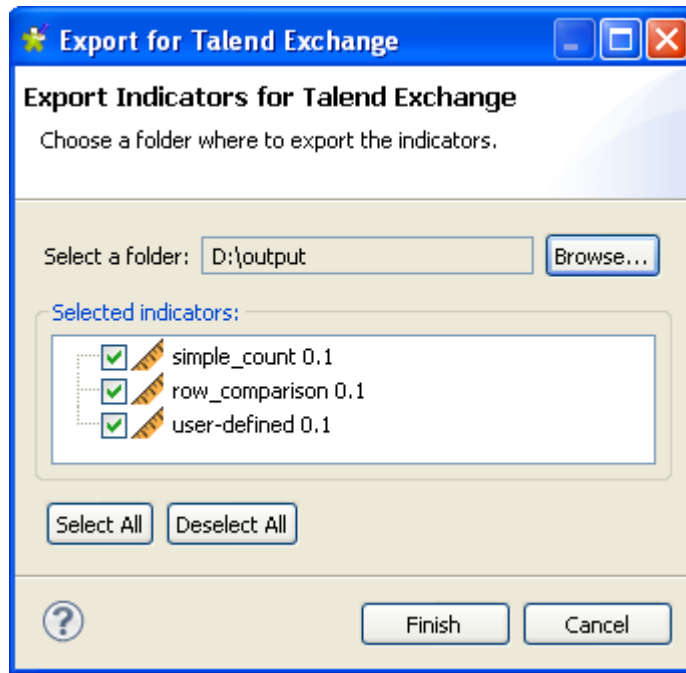 Export for Talend Exchange
Export Indicators for Talend Exchange
Choose a folder where to export the indicators.
Select a folder: D:\output Browse...
Selected indicators:
simple_count 0.1
row_comparison 0.1
user-defined 0.1
Select All Deselect All
? Finish Cancel